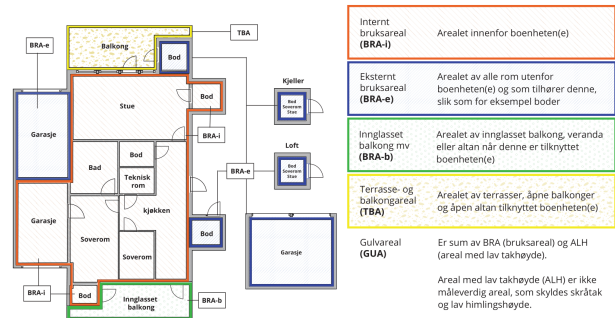 TBA
BRA-e
Balkong
Bod
Kjeller
Bod
Soverom
Stue
Stue
Bod
Garasje
BRA-i
Loft
Bod
Bad
Teknisk
rom
BRA-e
Bod
Soverom
Stue
Garasje
kjøkken
Bod
Soverom
Soverom
Garasje
BRA-i
Bod
Innglasset
balkong
BRA-b
Internt
bruksareal
(BRA-i)
Arealet innenfor boenheten(e)
Eksternt
bruksareal
(BRA-e)
Arealet av alle rom utenfor
boenheten(e) og som tilhører denne,
slik som for eksempel boder
Innglasset
balkong mv
(BRA-b)
Arealet av innglasset balkong, veranda
eller altan når denne er tilknyttet
boenheten(e)
Terrasse- og
balkongareal
(TBA)
Arealet av terrasser, åpne balkonger
og åpen altan tilknyttet boenheten(e)
Gulvareal
(GUA)
Er sum av BRA (bruksareal) og ALH
(areal med lav takhøyde).
Areal med lav takhøyde (ALH) er ikke
måleverdig areal, som skyldes skråtak
og lav himlingshøyde.